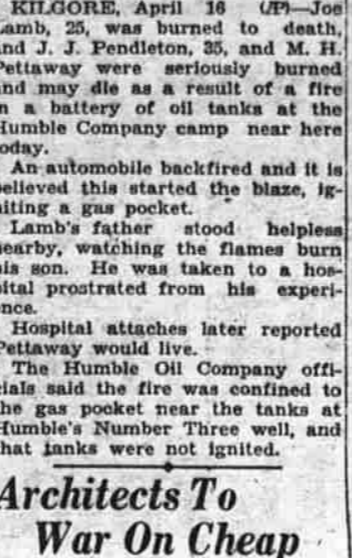 KILGORE, April 16 (/P)—Joe
Lamb, 25, was burned to death,
and J. J. Pendleton, 35, and M. H.
Pettaway were seriously burned
and may die as a result of a fire
in a battery of oil tanks at the
Humble Company camp near here
today.
An automobile backfired and it is
believed this started the blaze, ig-
niting a gas pocket.
Lamb's father stood helpless
nearby, watching the flames burn
his son. He was taken to a hos-
pital prostrated from his experi-
ence.
Hospital attaches later reported
Pettaway would live.
The Humble Oil Company offi-
cials said the fire was confined to
the gas pocket near the tanks at
Humble's Number Three well, and
that tanks were not ignited.
Architects To
War On Cheap